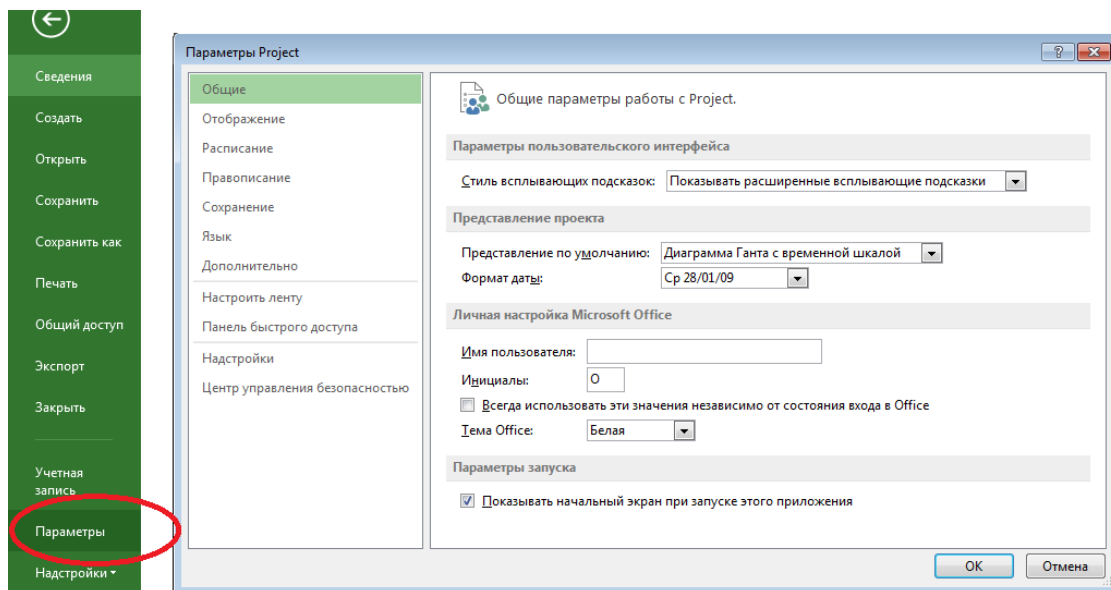 Сведения
Создать
Открыть
Сохранить
Сохранить как
Печать
Общий доступ
Экспорт
Закрыть
Учетная
запись
Параметры
Надстройки
Параметры Project
Общие
Отображение
Расписание
Правописание
Сохранение
Язык
Дополнительно
Настроить ленту
Панель быстрого доступа
Надстройки
Центр управления безопасностью
Общие параметры работы с Project.
Параметры пользовательского интерфейса
Стиль всплывающих подсказок: Показывать расширенные всплывающие подсказки
Представление проекта
Представление по умолчанию: Диаграмма Ганта с временной шкалой
Формат даты: Ср 28/01/09
Личная настройка Microsoft Office
Имя пользователя:
Инициалы: О
Всегда использовать эти значения независимо от состояния входа в Office
Тема Office: Белая
Параметры запуска
Показывать начальный экран при запуске этого приложения
ОК Отмена